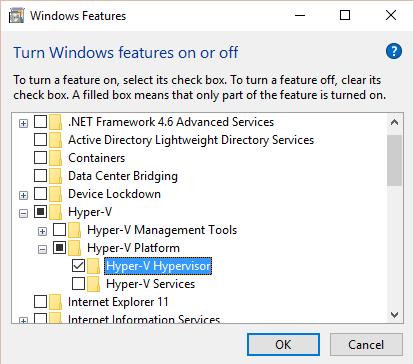 Windows Features
Turn Windows features on or off
To turn a feature on, select its check box. To turn a feature off, clear its
check box. A filled box means that only part of the feature is turned on.
.NET Framework 4.6 Advanced Services
Active Directory Lightweight Directory Services
Containers
Data Center Bridging
Device Lockdown
Hyper-V
Hyper-V Management Tools
Hyper-V Platform
Hyper-V Hypervisor
Hyper-V Services
Internet Explorer 11
Internet Information Services
OK
Cancel